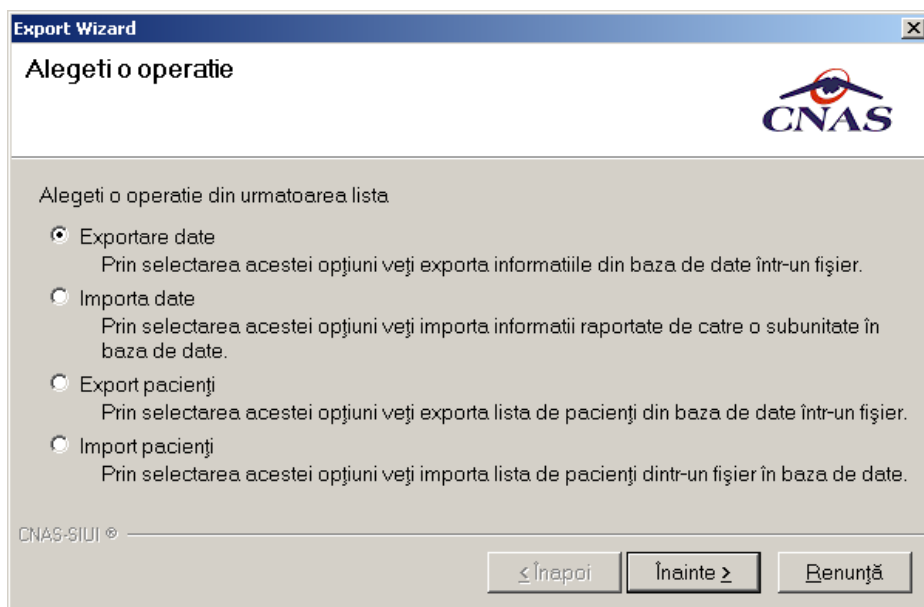 Export Wizard
Alegeti o operatie
CNAS
Alegeti o operatie din urmatoarea lista
Exportare date
Prin selectarea acestei opţiuni veţi exporta informatiile din baza de date într-un fişier.
Importa date
Prin selectarea acestei opţiuni veţi importa informatii raportate de catre o subunitate în
baza de date.
Export pacienţi
Prin selectarea acestei opţiuni veţi exporta lista de pacienţi din baza de date într-un fişier.
Import pacienţi
Prin selectarea acestei opţiuni veţi importa lista de pacienţi dintr-un fişier în baza de date.
CNAS-SIUI ®
< Înapoi Înainte > Renunţă